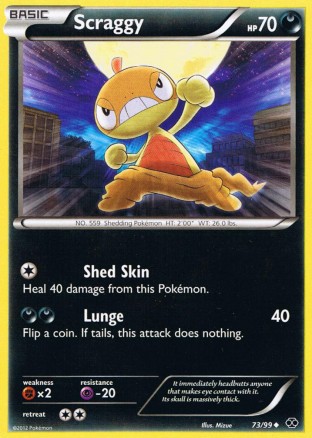 BASIC
Scraggy
HP70
NO. 559 Shedding Pokémon HT: 2'00" WT: 26.0 lbs.
Shed Skin
Heal 40 damage from this Pokémon.
Lunge 40
Flip a coin. If tails, this attack does nothing.
weakness
×2
resistance
-20
retreat
It immediately headbutts anyone
that makes eye contact with it.
Its skull is massively thick.
©2012 Pokémon
Illus. Mizue
73/99